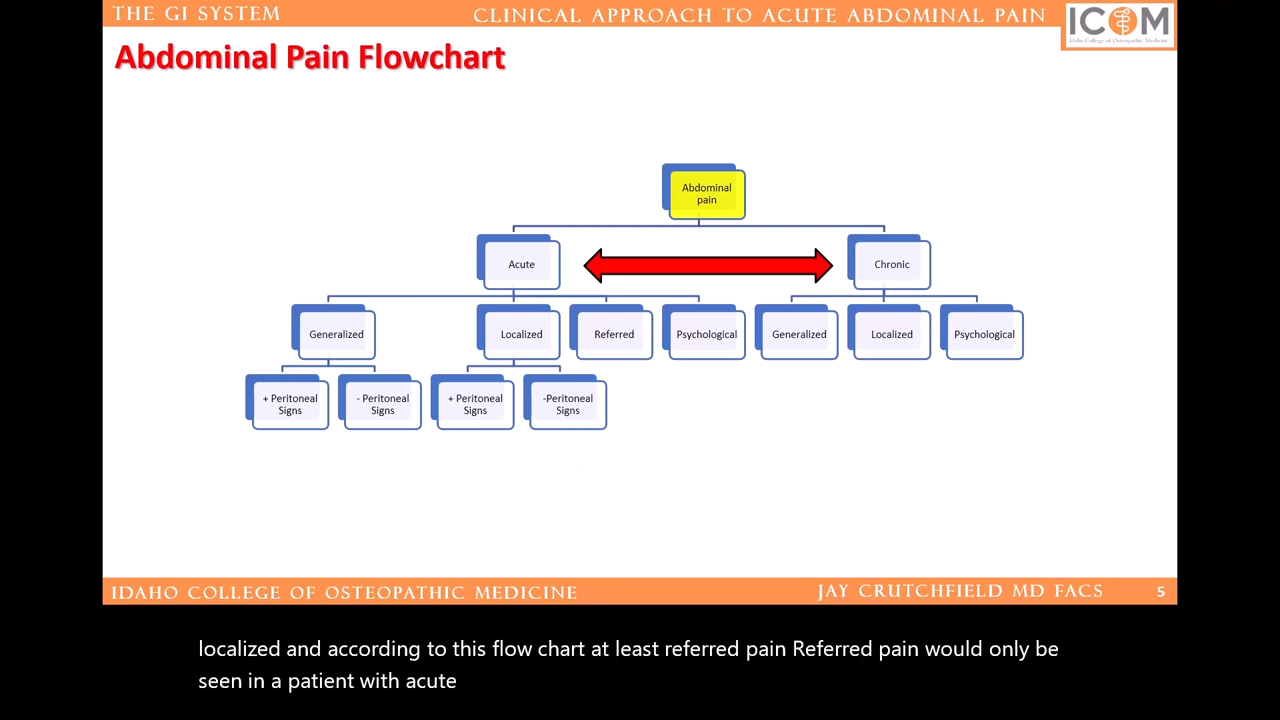 THE GI SYSTEM
CLINICAL APPROACH TO ACUTE ABDOMINAL PAIN
ICOM
Idaho College of Osteopathic Medicine
Abdominal Pain Flowchart
Abdominal
pain
Acute
Chronic
Generalized
Localized
Referred
Psychological
Generalized
Localized
Psychological
+ Peritoneal
Signs
- Peritoneal
Signs
+ Peritoneal
Signs
-Peritoneal
Signs
IDAHO COLLEGE OF OSTEOPATHIC MEDICINE
JAY CRUTCHFIELD MD FACS
5
localized and according to this flow chart at least referred pain Referred pain would only be
seen in a patient with acute